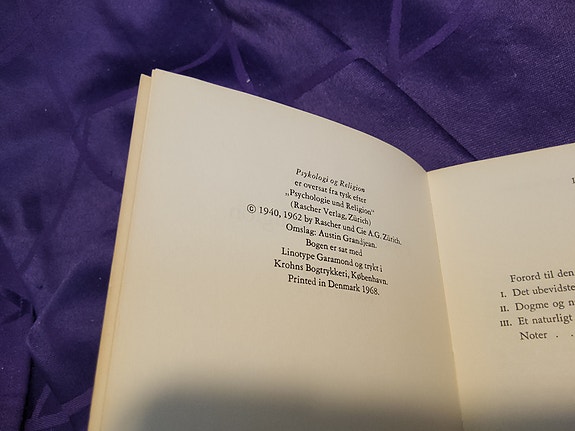 Psykologi og Religion
er oversat fra tysk efter
„Psychologie und Religion“
(Rascher Verlag, Zürich)
© 1940, 1962 by Rascher und Cie A.G. Zürich.
Omslag: Austin Grandjean.
Bogen er sat med
Linotype Garamond og trykt i
Krohns Bogtrykkeri, København.
Printed in Denmark 1968.
Forord til den
I. Det ubevidste
II. Dogme og n
III. Et naturligt
Noter . .